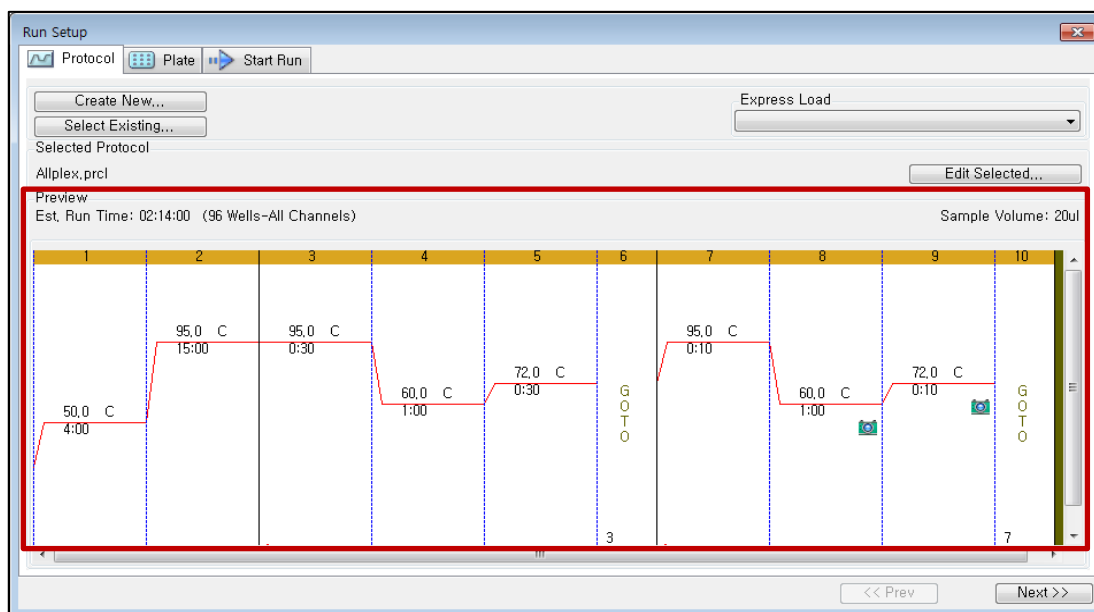 Run Setup
Protocol Plate Start Run
Create New...
Express Load
Select Existing...
Selected Protocol
Allplex.prcl
Edit Selected...
Preview
Est. Run Time: 02:14:00 (96 Wells-All Channels)
Sample Volume: 20ul
1 2 3 4 5 6 7 8 9 10
95.0 C 95.0 C 95.0 C
15:00 0:30 0:10
72.0 C 72.0 C
0:30 0:10
60.0 C 60.0 C
1:00 1:00
50.0 C
4:00
GOTO GOTO
3 7
<< Prev Next >>